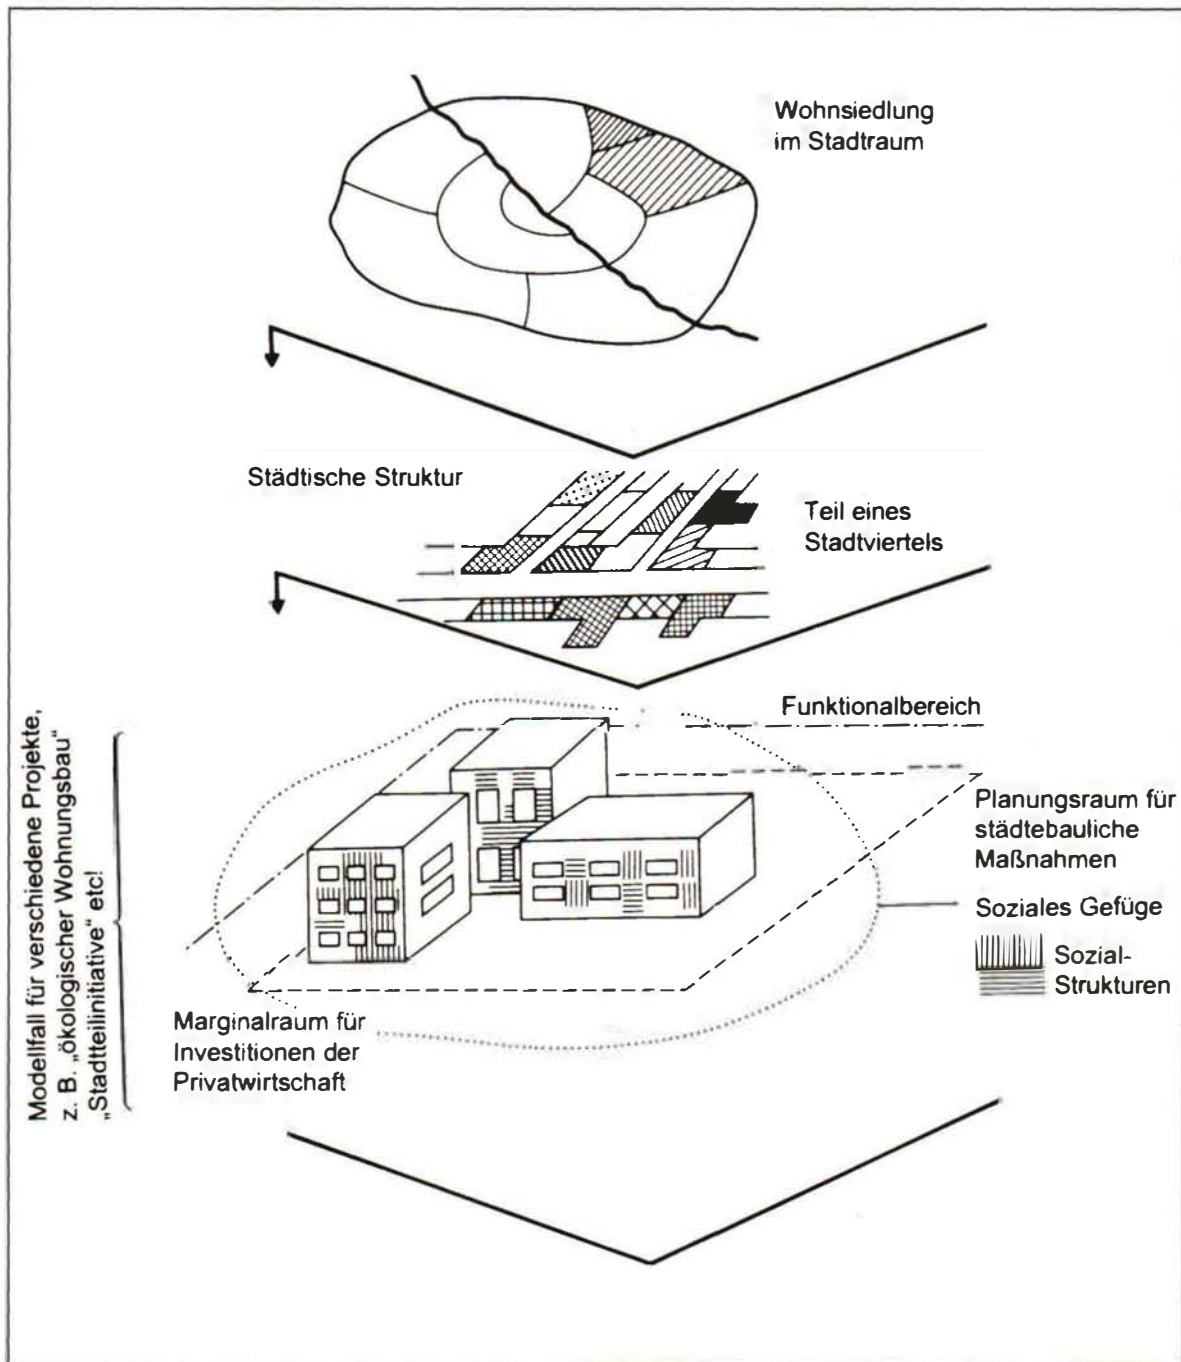 Wohnsiedlung
im Stadtraum
Städtische Struktur
Teil eines
Stadtviertels
Funktionalbereich
Planungsraum für
städtebauliche
Maßnahmen
Soziales Gefüge
Sozial-
Strukturen
Marginalraum für
Investitionen der
Privatwirtschaft
Modellfall für verschiedene Projekte,
z. B. „ökologischer Wohnungsbau“
„Stadtteilinitiative“ etc!